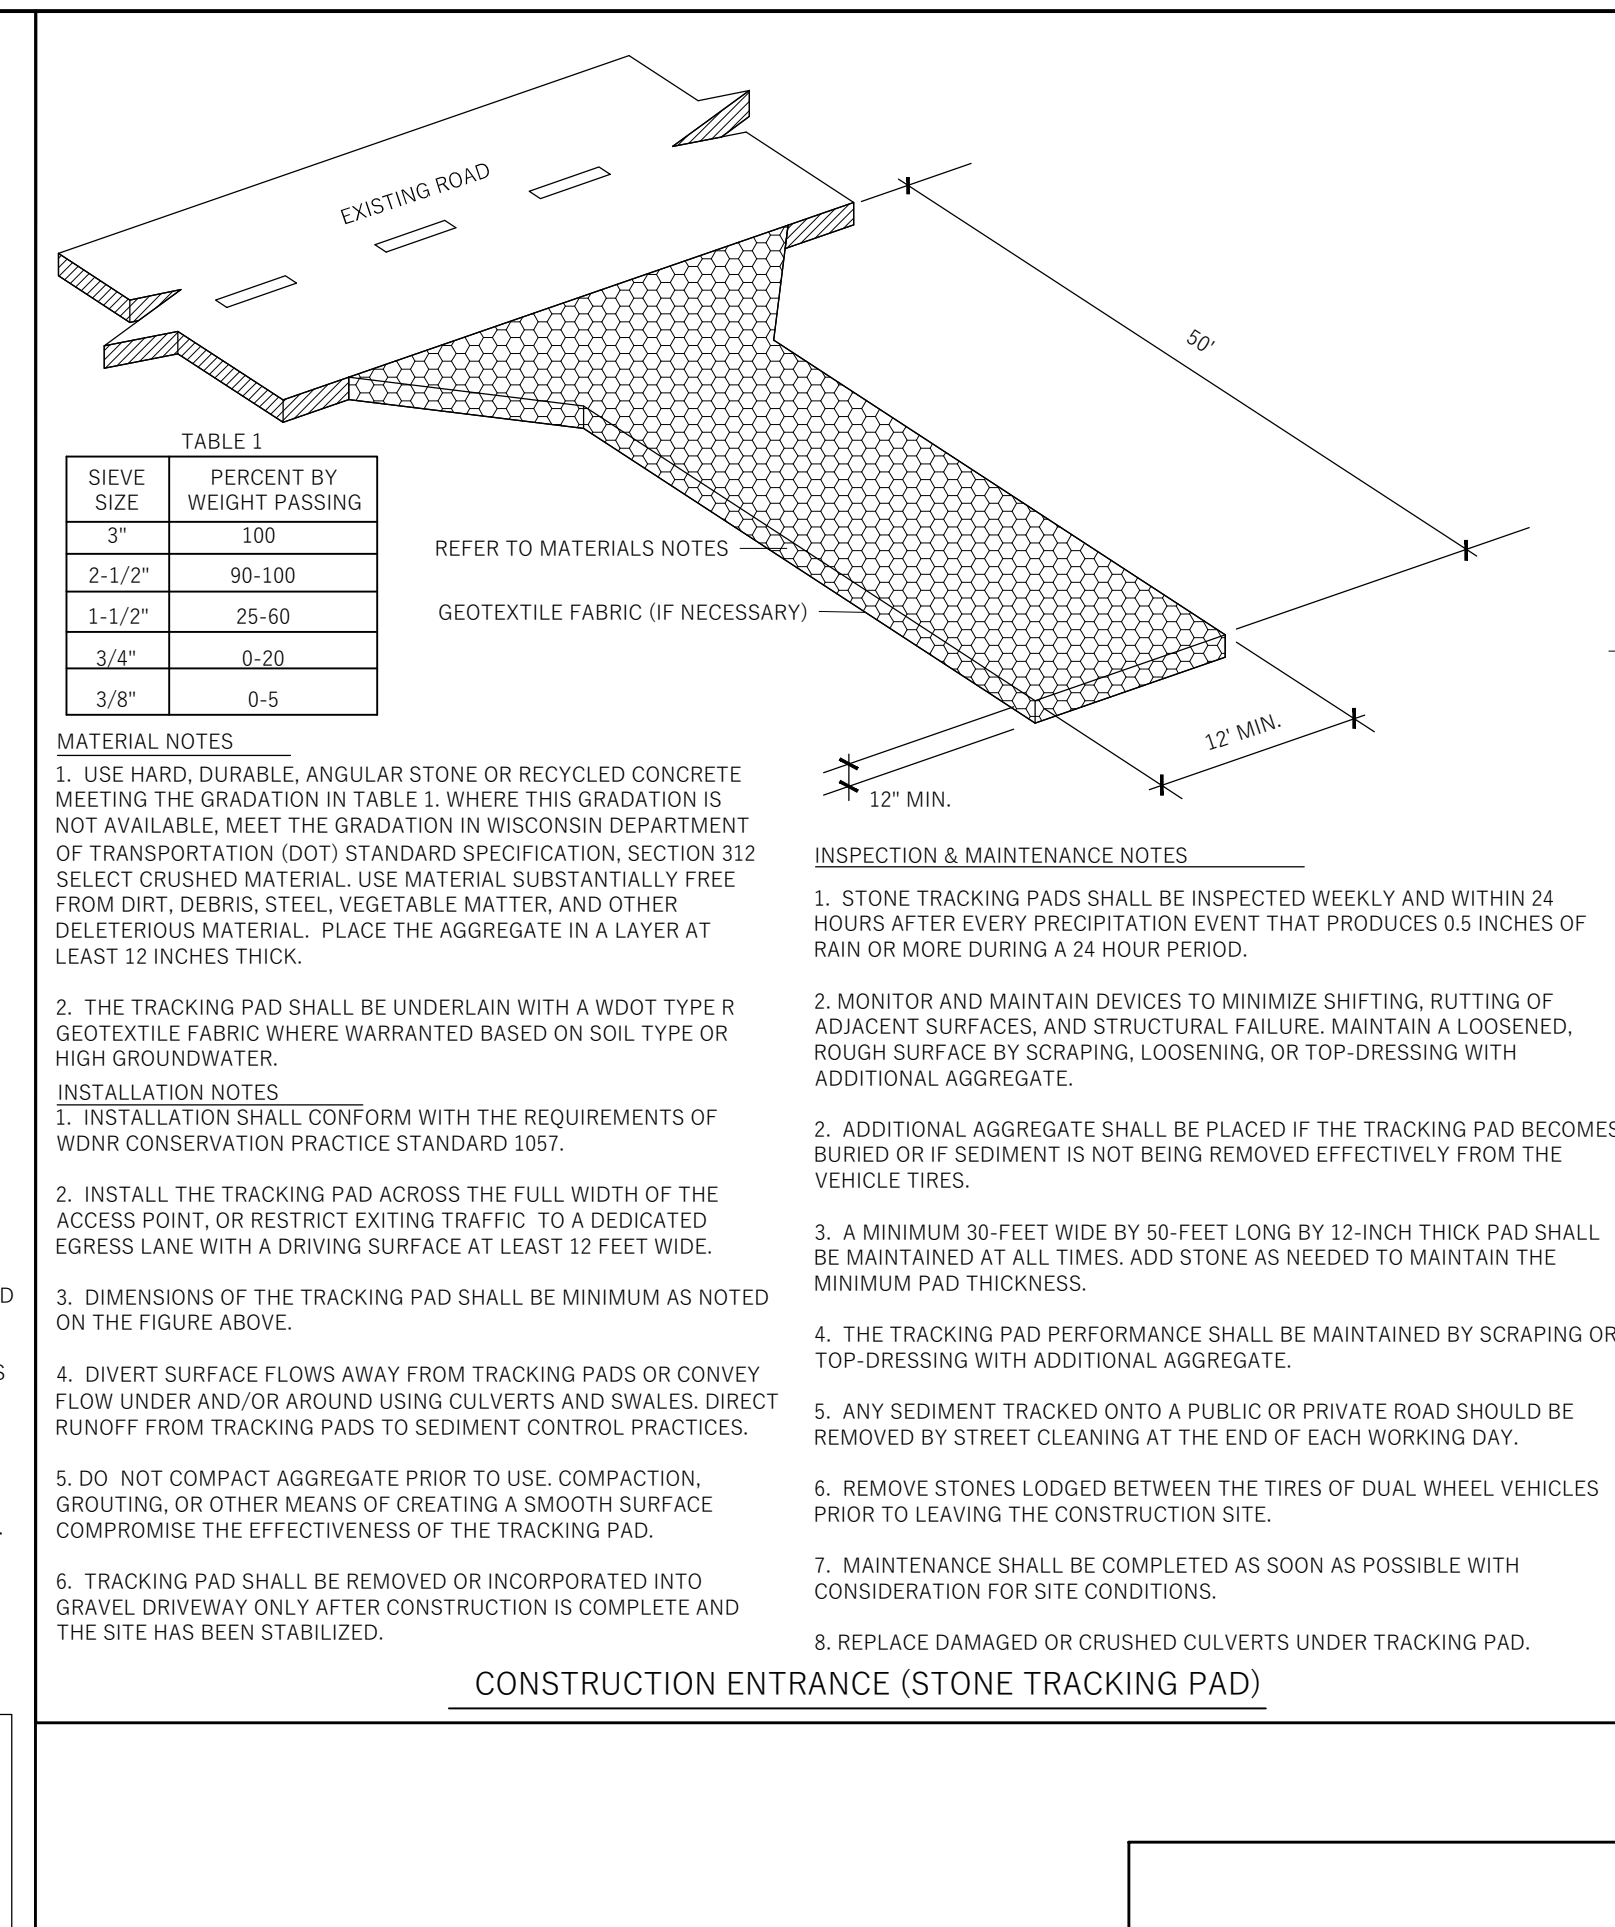 EXISTING ROAD
50'
TABLE 1
SIEVE SIZE
PERCENT BY WEIGHT PASSING
3" 100
2-1/2" 90-100
1-1/2" 25-60
3/4" 0-20
3/8" 0-5
REFER TO MATERIALS NOTES
GEOTEXTILE FABRIC (IF NECESSARY)
12' MIN.
12" MIN.
MATERIAL NOTES
1. USE HARD, DURABLE, ANGULAR STONE OR RECYCLED CONCRETE
MEETING THE GRADATION IN TABLE 1. WHERE THIS GRADATION IS
NOT AVAILABLE, MEET THE GRADATION IN WISCONSIN DEPARTMENT
OF TRANSPORTATION (DOT) STANDARD SPECIFICATION, SECTION 312
SELECT CRUSHED MATERIAL. USE MATERIAL SUBSTANTIALLY FREE
FROM DIRT, DEBRIS, STEEL, VEGETABLE MATTER, AND OTHER
DELETERIOUS MATERIAL. PLACE THE AGGREGATE IN A LAYER AT
LEAST 12 INCHES THICK.
2. THE TRACKING PAD SHALL BE UNDERLAIN WITH A WDOT TYPE R
GEOTEXTILE FABRIC WHERE WARRANTED BASED ON SOIL TYPE OR
HIGH GROUNDWATER.
INSTALLATION NOTES
1. INSTALLATION SHALL CONFORM WITH THE REQUIREMENTS OF
WDNR CONSERVATION PRACTICE STANDARD 1057.
2. INSTALL THE TRACKING PAD ACROSS THE FULL WIDTH OF THE
ACCESS POINT, OR RESTRICT EXITING TRAFFIC TO A DEDICATED
EGRESS LANE WITH A DRIVING SURFACE AT LEAST 12 FEET WIDE.
3. DIMENSIONS OF THE TRACKING PAD SHALL BE MINIMUM AS NOTED
ON THE FIGURE ABOVE.
4. DIVERT SURFACE FLOWS AWAY FROM TRACKING PADS OR CONVEY
FLOW UNDER AND/OR AROUND USING CULVERTS AND SWALES. DIRECT
RUNOFF FROM TRACKING PADS TO SEDIMENT CONTROL PRACTICES.
5. DO NOT COMPACT AGGREGATE PRIOR TO USE. COMPACTION,
GROUTING, OR OTHER MEANS OF CREATING A SMOOTH SURFACE
COMPROMISE THE EFFECTIVENESS OF THE TRACKING PAD.
6. TRACKING PAD SHALL BE REMOVED OR INCORPORATED INTO
GRAVEL DRIVEWAY ONLY AFTER CONSTRUCTION IS COMPLETE AND
THE SITE HAS BEEN STABILIZED.
INSPECTION & MAINTENANCE NOTES
1. STONE TRACKING PADS SHALL BE INSPECTED WEEKLY AND WITHIN 24
HOURS AFTER EVERY PRECIPITATION EVENT THAT PRODUCES 0.5 INCHES OF
RAIN OR MORE DURING A 24 HOUR PERIOD.
2. MONITOR AND MAINTAIN DEVICES TO MINIMIZE SHIFTING, RUTTING OF
ADJACENT SURFACES, AND STRUCTURAL FAILURE. MAINTAIN A LOOSENED,
ROUGH SURFACE BY SCRAPING, LOOSENING, OR TOP-DRESSING WITH
ADDITIONAL AGGREGATE.
2. ADDITIONAL AGGREGATE SHALL BE PLACED IF THE TRACKING PAD BECOMES
BURIED OR IF SEDIMENT IS NOT BEING REMOVED EFFECTIVELY FROM THE
VEHICLE TIRES.
3. A MINIMUM 30-FEET WIDE BY 50-FEET LONG BY 12-INCH THICK PAD SHALL
BE MAINTAINED AT ALL TIMES. ADD STONE AS NEEDED TO MAINTAIN THE
MINIMUM PAD THICKNESS.
4. THE TRACKING PAD PERFORMANCE SHALL BE MAINTAINED BY SCRAPING OR
TOP-DRESSING WITH ADDITIONAL AGGREGATE.
5. ANY SEDIMENT TRACKED ONTO A PUBLIC OR PRIVATE ROAD SHOULD BE
REMOVED BY STREET CLEANING AT THE END OF EACH WORKING DAY.
6. REMOVE STONES LODGED BETWEEN THE TIRES OF DUAL WHEEL VEHICLES
PRIOR TO LEAVING THE CONSTRUCTION SITE.
7. MAINTENANCE SHALL BE COMPLETED AS SOON AS POSSIBLE WITH
CONSIDERATION FOR SITE CONDITIONS.
8. REPLACE DAMAGED OR CRUSHED CULVERTS UNDER TRACKING PAD.
CONSTRUCTION ENTRANCE (STONE TRACKING PAD)